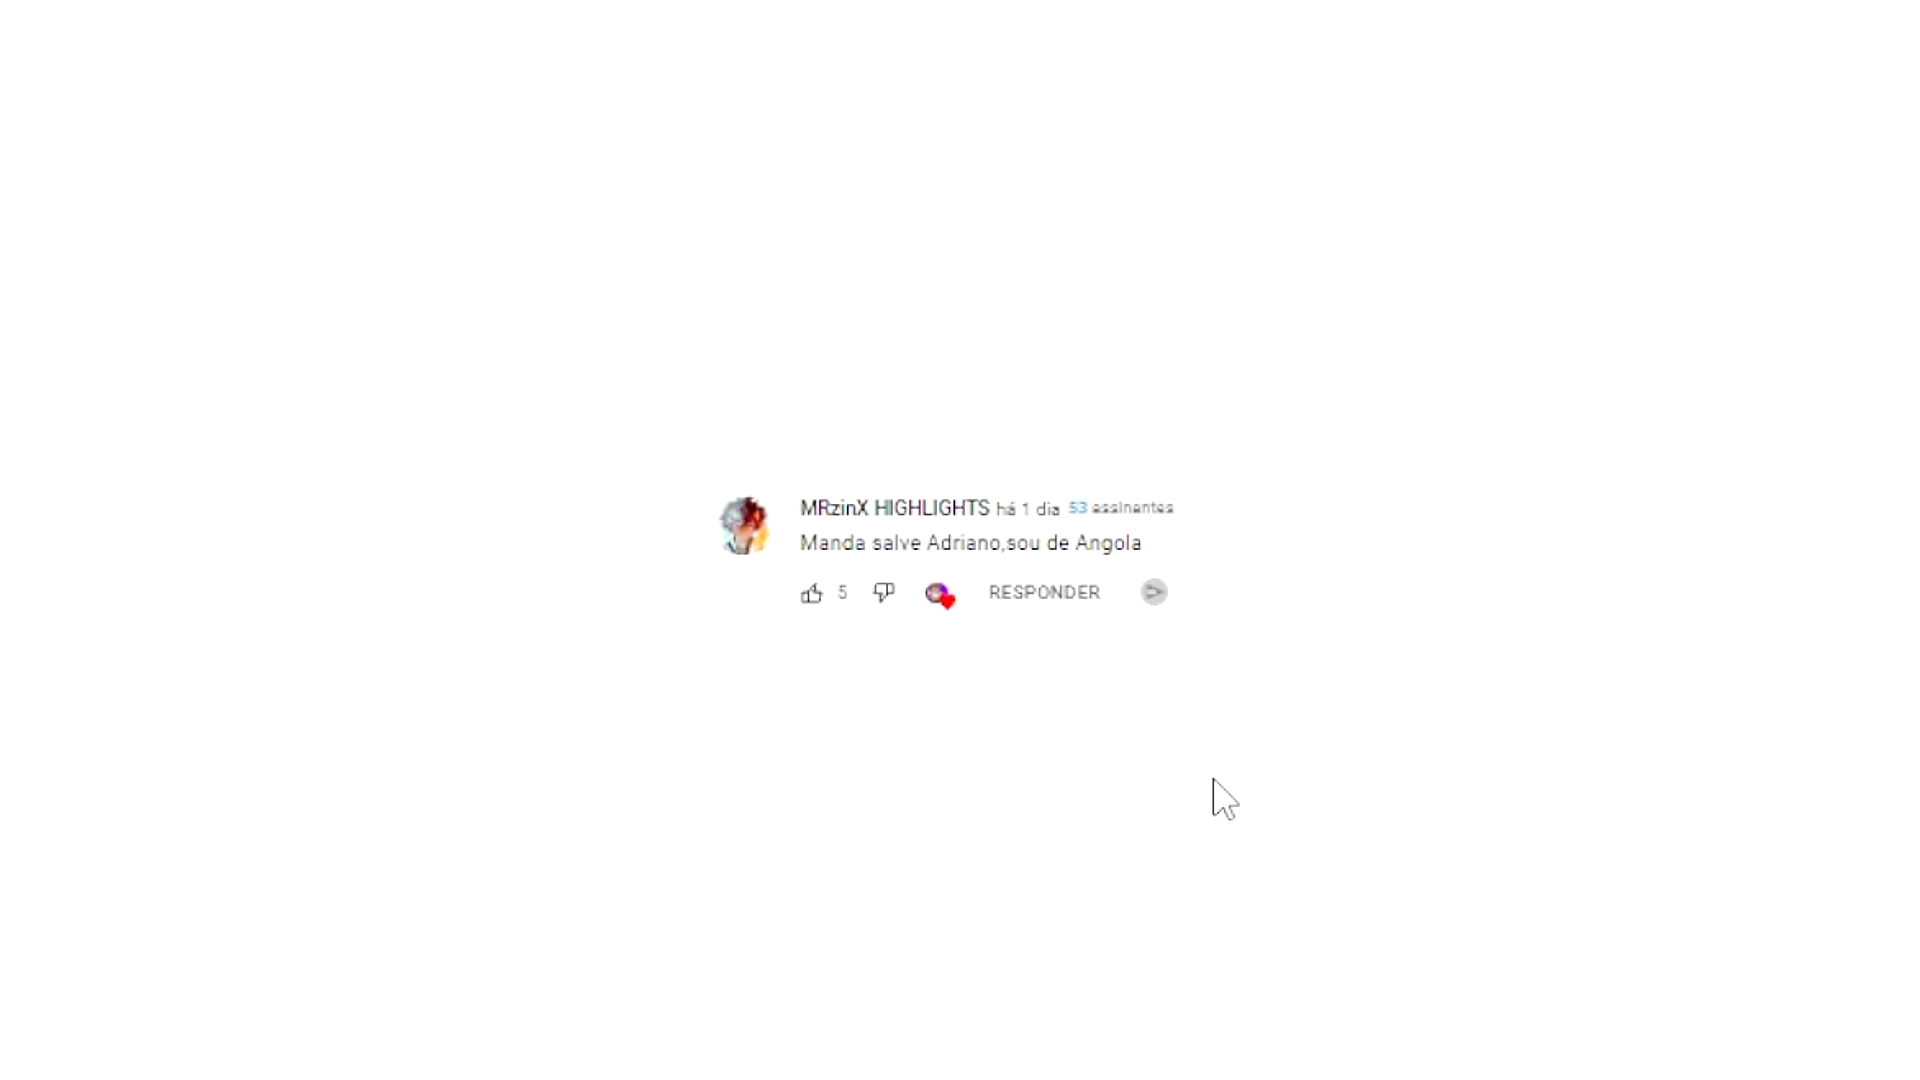 MRzinX HIGHLIGHTS há 1 dia 53 assinantes
Manda salve Adriano,sou de Angola
5 RESPONDER